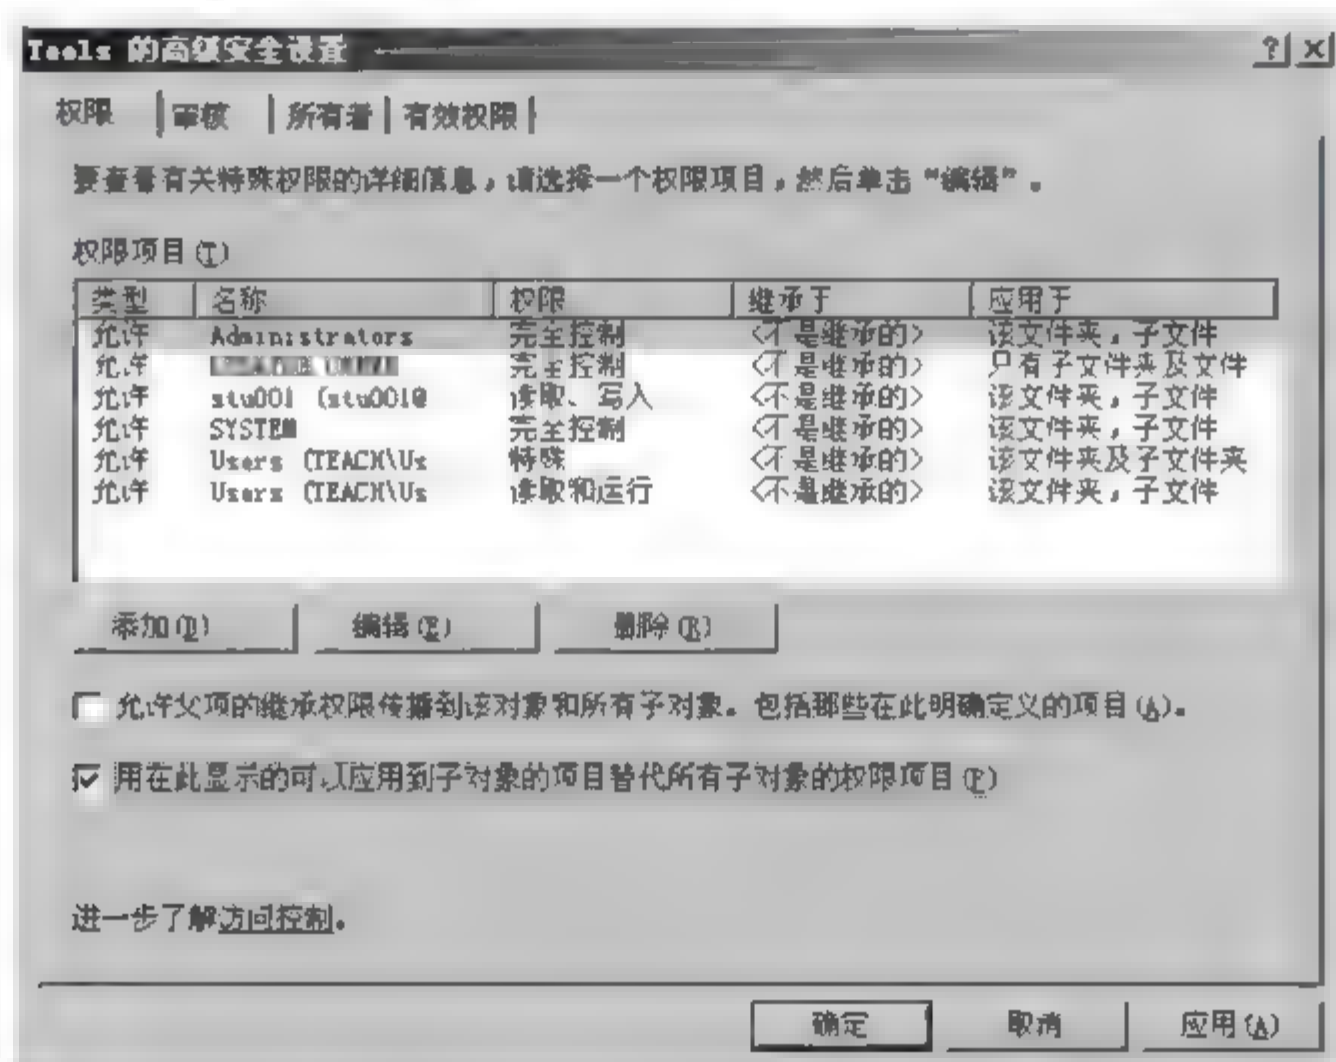 Tools 的高级安全设置
权限 审核 所有者 有效权限
要查看有关特殊权限的详细信息，请选择一个权限项目，然后单击“编辑”。
权限项目(T)
类型 名称 权限 继承于 应用于
允许 Administrators 完全控制 <不是继承的> 该文件夹，子文件
允许 完全控制 <不是继承的> 只有子文件夹及文件
允许 stu001 (stu001@ 读取、写入 <不是继承的> 该文件夹，子文件
允许 SYSTEM 完全控制 <不是继承的> 该文件夹，子文件
允许 Users (TEACH\Us 特殊 <不是继承的> 该文件夹及子文件夹
允许 Users (TEACH\Us 读取和运行 <不是继承的> 该文件夹，子文件
添加(D) 编辑(E) 删除(R)
允许父项的继承权限传播到该对象和所有子对象。包括那些在此明确定义的项目(A)。
用在此显示的可以应用到子对象的项目替代所有子对象的权限项目(P)
进一步了解访问控制。
确定 取消 应用(A)